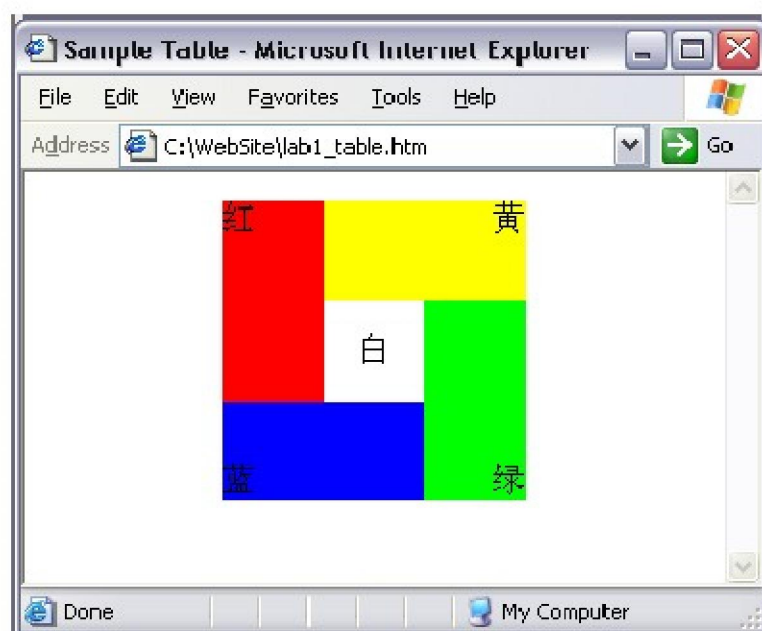 Sample Table - Microsoft Internet Explorer
File Edit View Favorites Tools Help
Address C:\WebSite\lab1_table.htm Go
红 黄
白
蓝 绿
Done My Computer